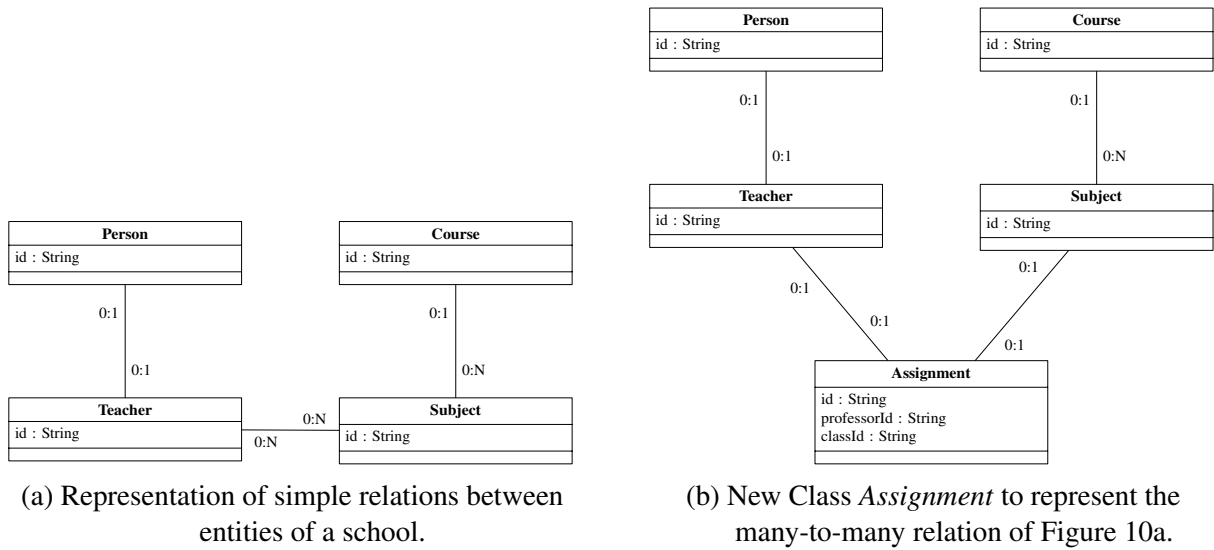 Person
id : String
Course
id : String
0:1
0:1
0:1
0:N
Teacher
id : String
Subject
id : String
0:N
0:N
(a) Representation of simple relations between
entities of a school.
Person
id : String
Course
id : String
0:1
0:1
0:1
0:N
Teacher
id : String
Subject
id : String
0:1
0:1
0:1
0:1
Assignment
id : String
professorId : String
classId : String
(b) New Class Assignment to represent the
many-to-many relation of Figure 10a.